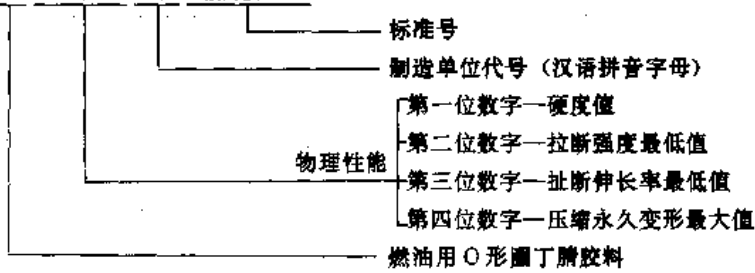 标准号
制造单位代号（汉语拼音字母）
第一位数字—硬度值
第二位数字—拉断强度最低值
物理性能
第三位数字—扯断伸长率最低值
第四位数字—压缩永久变形最大值
燃油用O形圈丁腈胶料